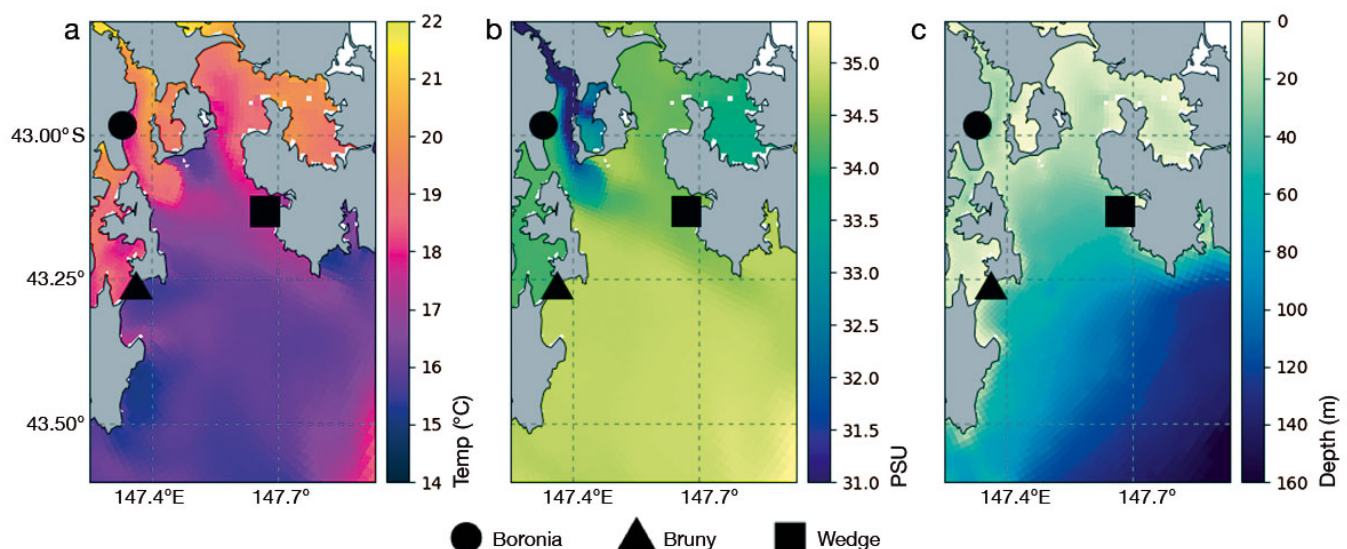 a
22
21
20
19
18
17
16
15
14
Temp (°C)
43.00°S
43.25°
43.50°
147.4°E
147.7°
b
35.0
34.5
34.0
33.5
33.0
32.5
32.0
31.5
31.0
PSU
147.4°E
147.7°
c
0
20
40
60
80
100
120
140
160
Depth (m)
147.4°E
147.7°
Boronia
Bruny
Wedge